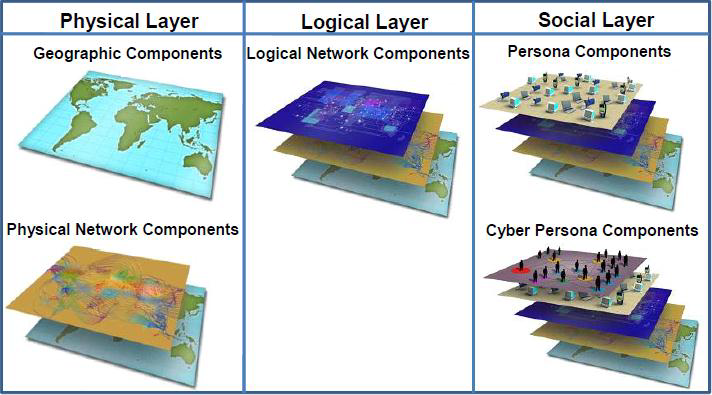 Physical Layer
Logical Layer
Social Layer
Geographic Components
Logical Network Components
Persona Components
Physical Network Components
Cyber Persona Components